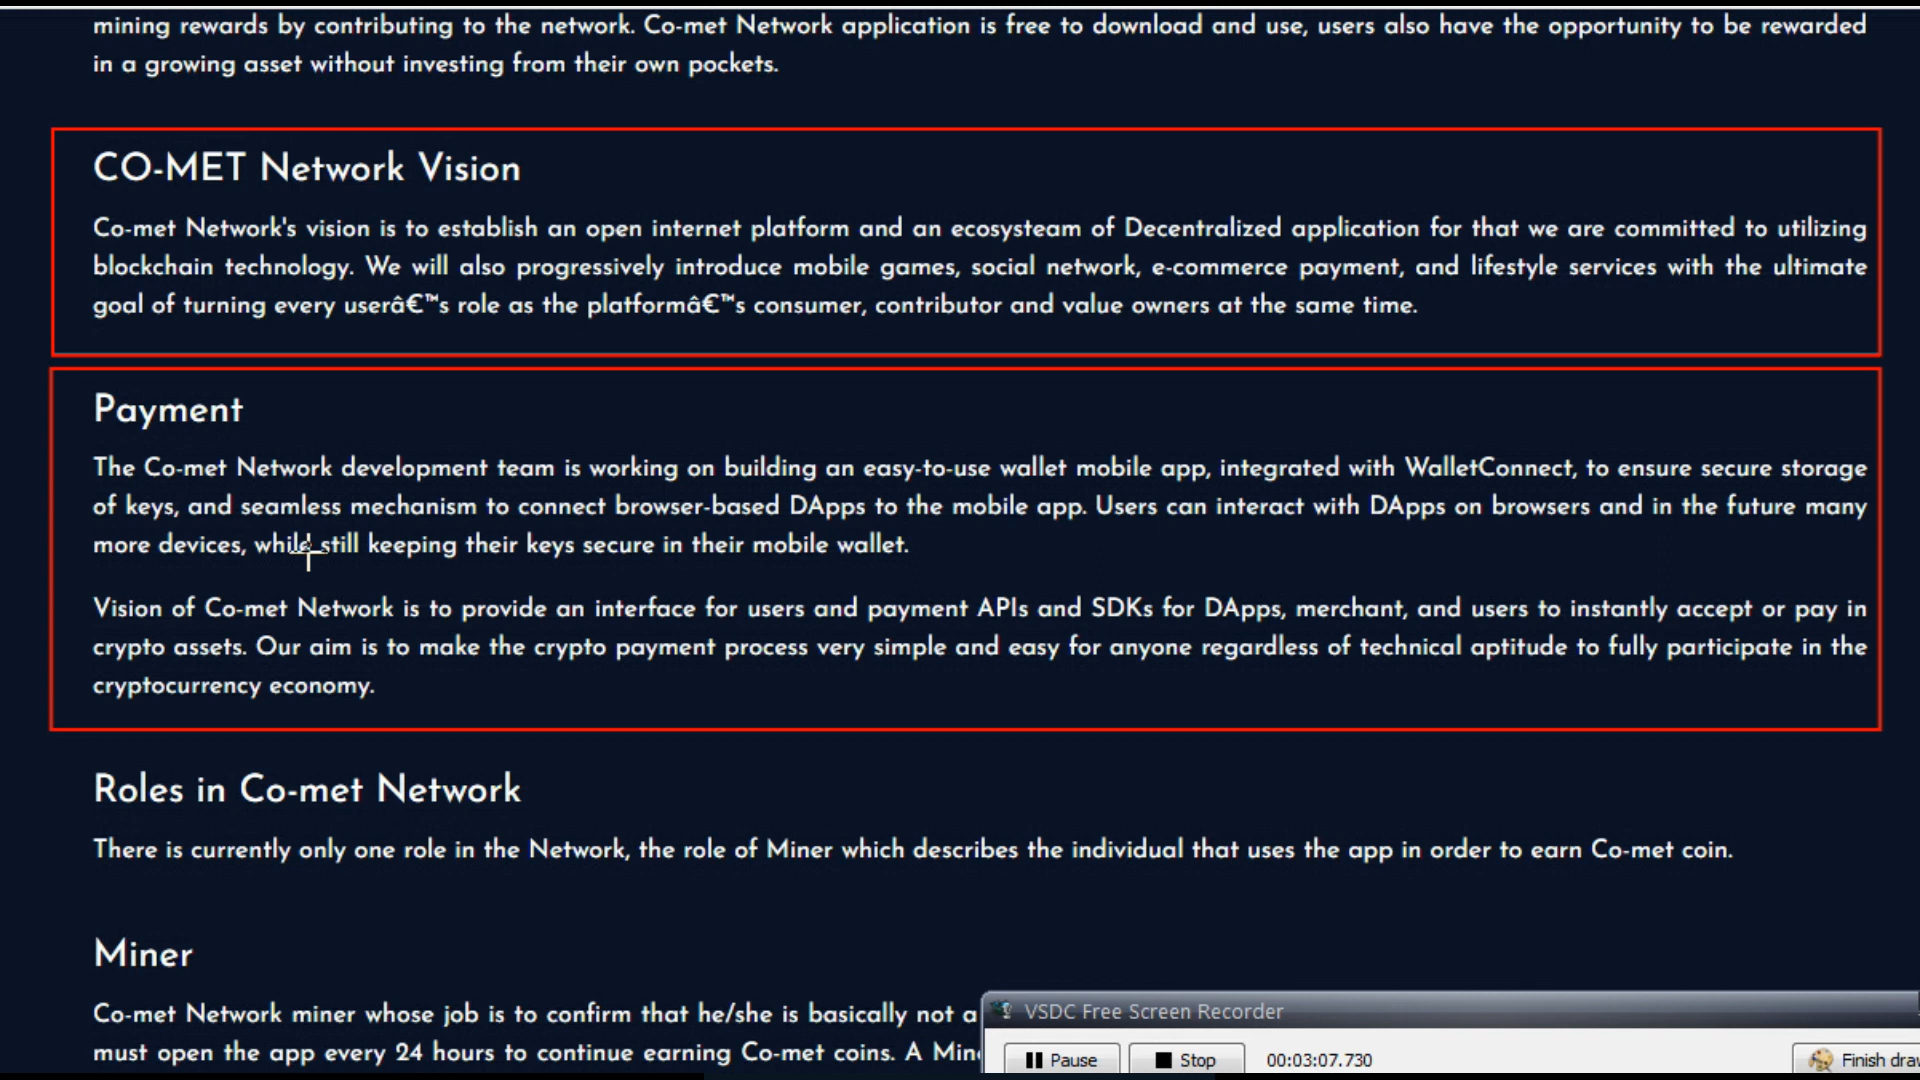 mining rewards by contributing to the network. Co-met Network application is free to download and use, users also have the opportunity to be rewarded
in a growing asset without investing from their own pockets.
CO-MET Network Vision
Co-met Network's vision is to establish an open internet platform and an ecosysteam of Decentralized application for that we are committed to utilizing
blockchain technology. We will also progressively introduce mobile games, social network, e-commerce payment, and lifestyle services with the ultimate
goal of turning every userâ€™s role as the platformâ€™s consumer, contributor and value owners at the same time.
Payment
The Co-met Network development team is working on building an easy-to-use wallet mobile app, integrated with WalletConnect, to ensure secure storage
of keys, and seamless mechanism to connect browser-based DApps to the mobile app. Users can interact with DApps on browsers and in the future many
more devices, while still keeping their keys secure in their mobile wallet.
Vision of Co-met Network is to provide an interface for users and payment APIs and SDKs for DApps, merchant, and users to instantly accept or pay in
crypto assets. Our aim is to make the crypto payment process very simple and easy for anyone regardless of technical aptitude to fully participate in the
cryptocurrency economy.
Roles in Co-met Network
There is currently only one role in the Network, the role of Miner which describes the individual that uses the app in order to earn Co-met coin.
Miner
Co-met Network miner whose job is to confirm that he/she is basically not a
must open the app every 24 hours to continue earning Co-met coins. A
VSDC Free Screen Recorder
Pause Stop 00:03:07.730 Finish